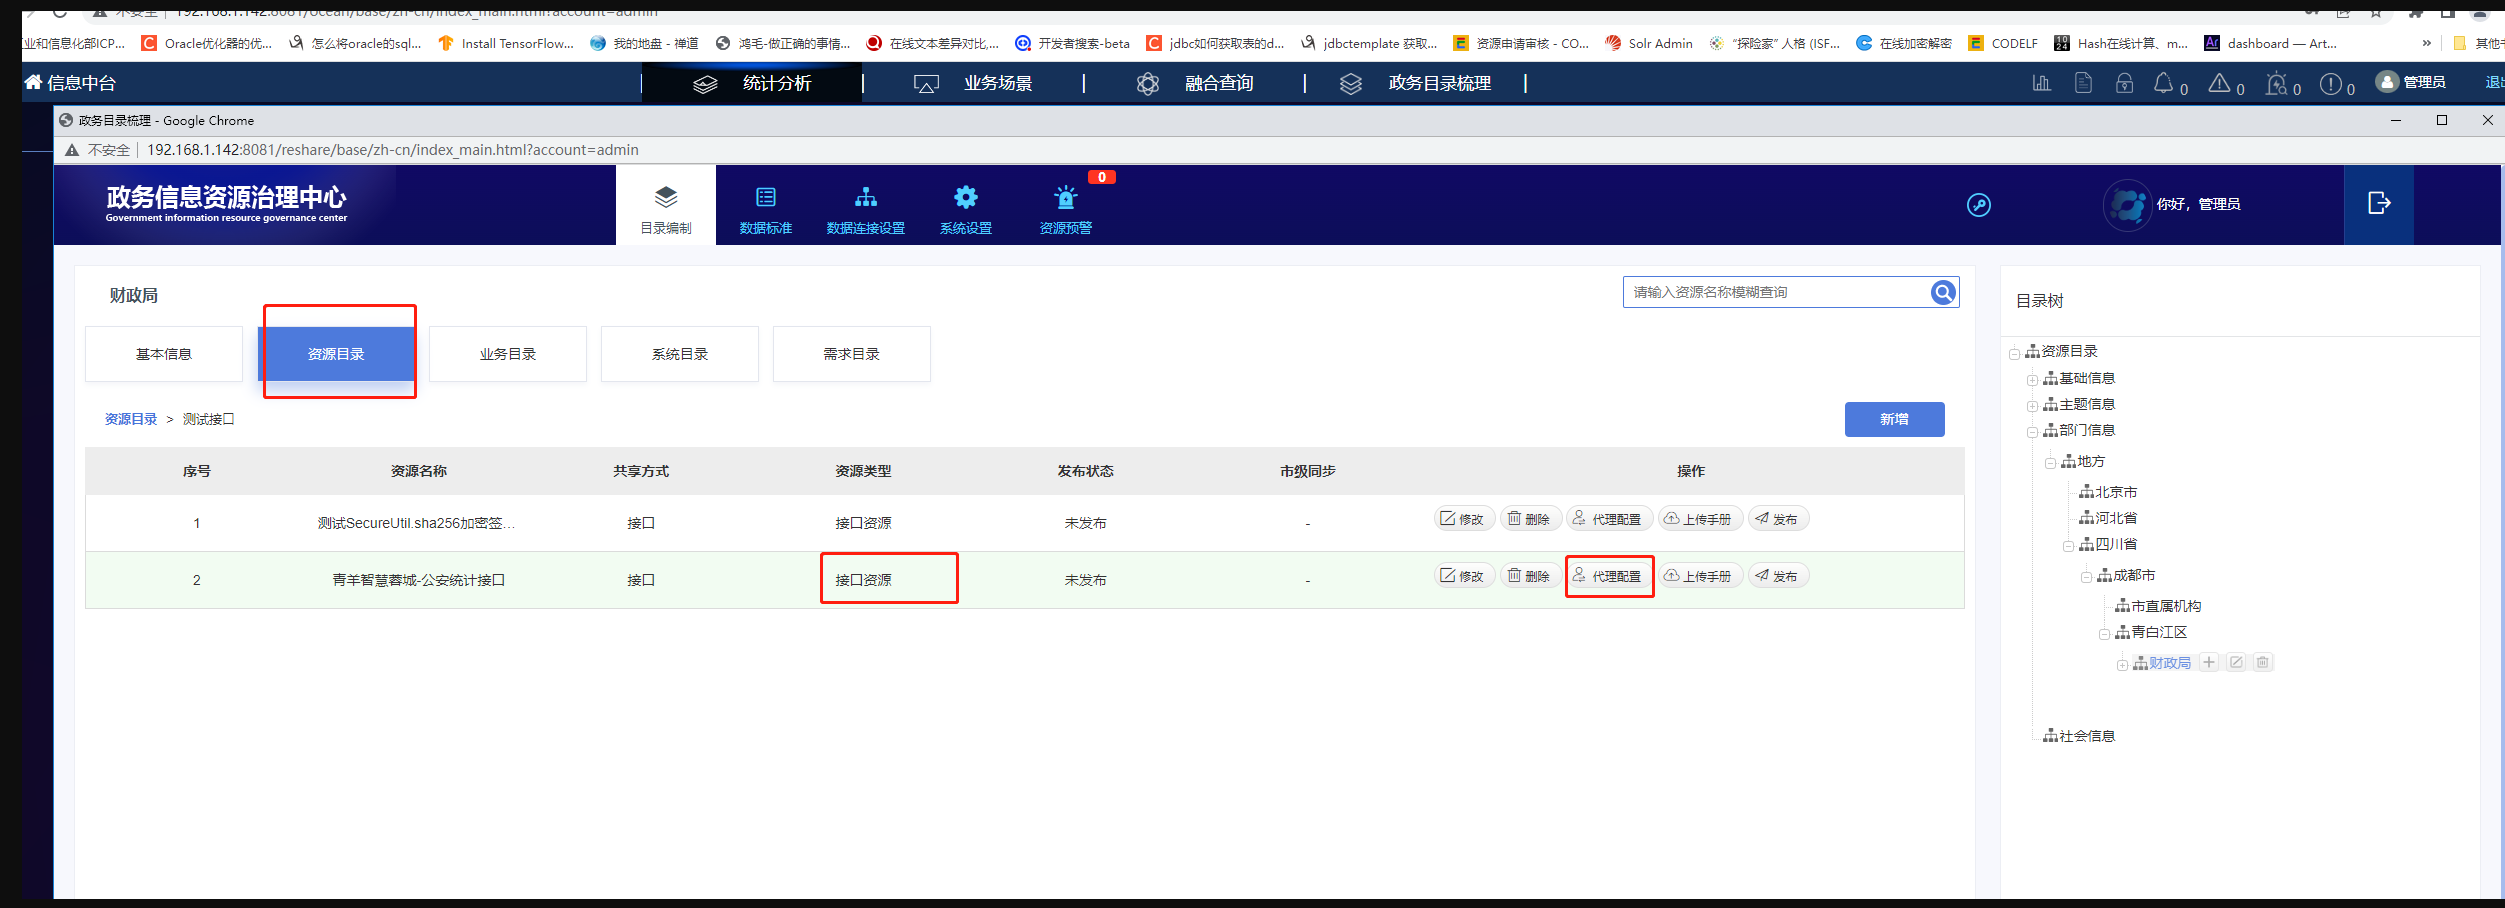 不安全 | 192.168.1.142:8081/ocean/base/zh-cn/index_main.html?account=admin
业和信息化部ICP... Oracle优化器的优... 怎么将oracle的sql... Install TensorFlow... 我的地盘 - 禅道 鸿毛-做正确的事情... 在线文本差异对比,... 开发者搜索-beta jdbc如何获取表的d... jdbctemplate 获取... 资源申请审核 - CO... Solr Admin “探险家” 人格 (ISF... 在线加密解密 CODELF Hash在线计算、m... dashboard — Art... » 其他
信息中台 统计分析 业务场景 融合查询 政务目录梳理 0 0 0 0 管理员 退出
政务目录梳理 - Google Chrome
不安全 | 192.168.1.142:8081/reshare/base/zh-cn/index_main.html?account=admin
政务信息资源治理中心
Government information resource governance center
目录编制 数据标准 数据连接设置 系统设置 资源预警 0
你好，管理员
财政局
请输入资源名称模糊查询
基本信息 资源目录 业务目录 系统目录 需求目录
资源目录 > 测试接口
新增
序号 资源名称 共享方式 资源类型 发布状态 市级同步 操作
1 测试SecureUtil.sha256加密签... 接口 接口资源 未发布 - 修改 删除 代理配置 上传手册 发布
2 青羊智慧蓉城-公安统计接口 接口 接口资源 未发布 - 修改 删除 代理配置 上传手册 发布
目录树
资源目录
基础信息
主题信息
部门信息
地方
北京市
河北省
四川省
成都市
市直属机构
青白江区
财政局
社会信息